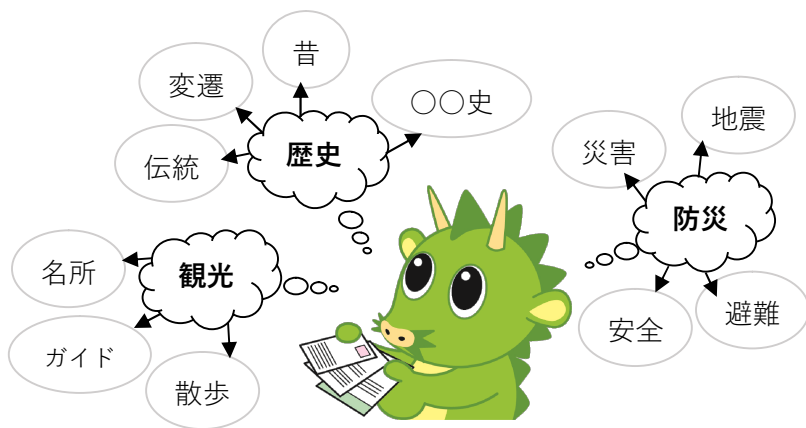 昔
変遷
○○史
伝統
歴史
地震
災害
防災
名所
観光
安全
避難
ガイド
散歩